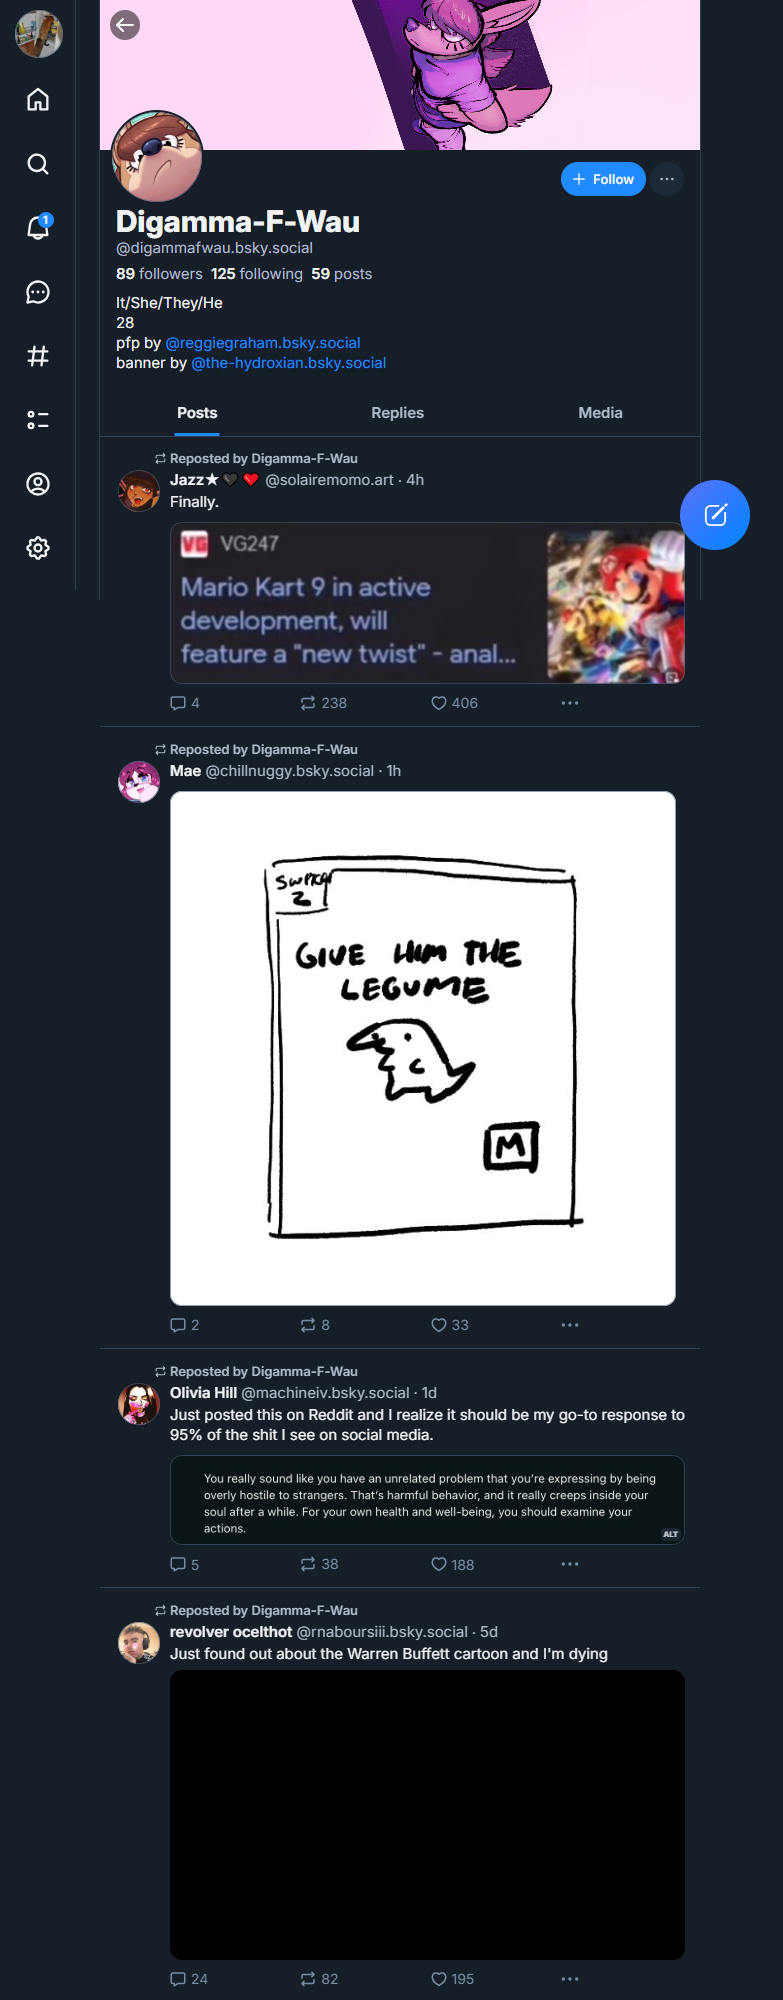 1
+ Follow
Digamma-F-Wau
@digammafwau.bsky.social
89 followers 125 following 59 posts
It/She/They/He
28
pfp by @reggiegraham.bsky.social
banner by @the-hydroxian.bsky.social
Posts Replies Media
Reposted by Digamma-F-Wau
Jazz★🖤❤️ @solairemomo.art · 4h
Finally.
VG VG247
Mario Kart 9 in active
development, will
feature a "new twist" - anal...
4 238 406
Reposted by Digamma-F-Wau
Mae @chillnuggy.bsky.social · 1h
SWITCH
2
GIVE HIM THE
LEGUME
M
2 8 33
Reposted by Digamma-F-Wau
Olivia Hill @machineiv.bsky.social · 1d
Just posted this on Reddit and I realize it should be my go-to response to
95% of the shit I see on social media.
You really sound like you have an unrelated problem that you're expressing by being
overly hostile to strangers. That's harmful behavior, and it really creeps inside your
soul after a while. For your own health and well-being, you should examine your
actions.
ALT
5 38 188
Reposted by Digamma-F-Wau
revolver ocelthot @rnaboursiii.bsky.social · 5d
Just found out about the Warren Buffett cartoon and I'm dying
24 82 195